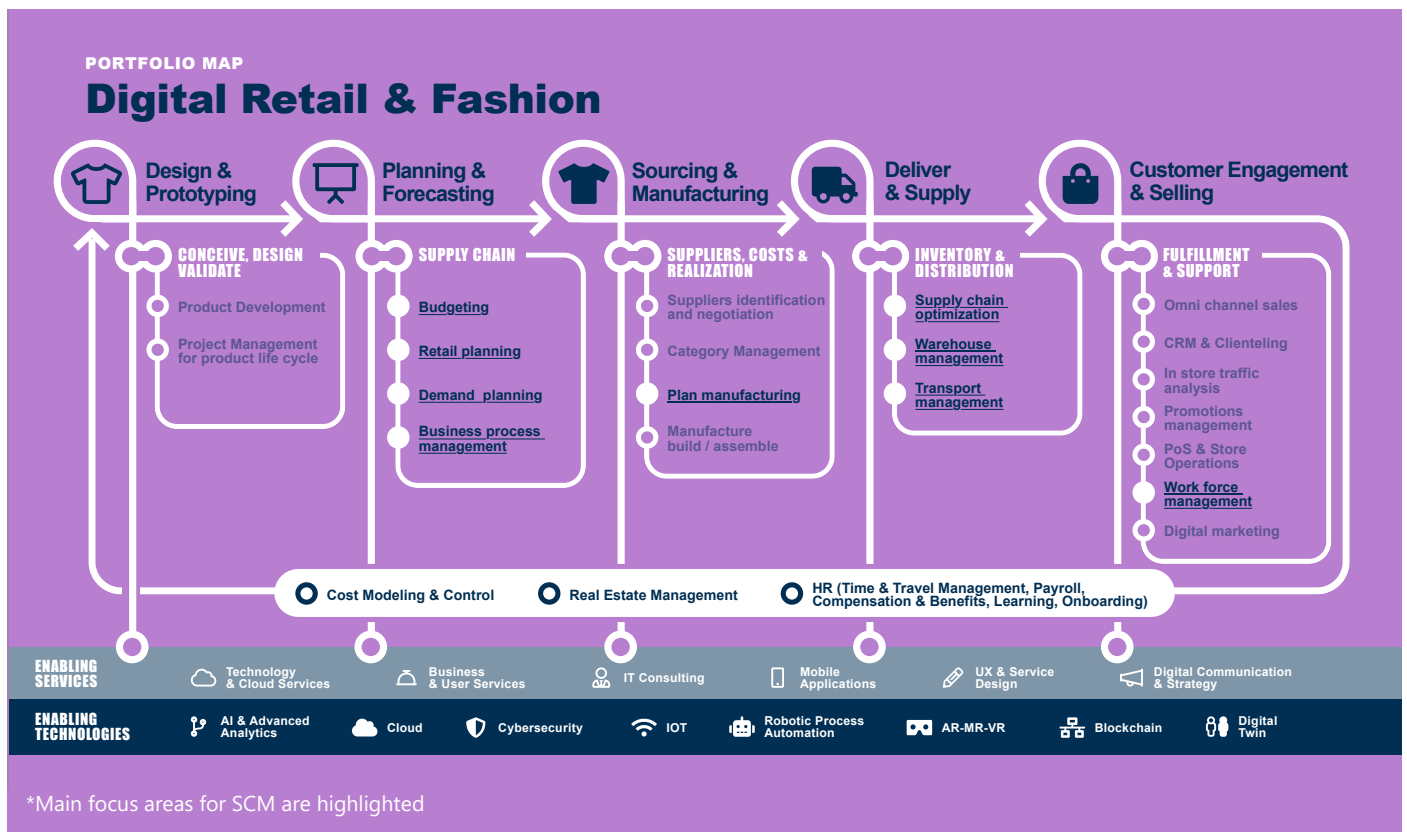 PORTFOLIO MAP
Digital Retail & Fashion
Design &
Prototyping
Planning &
Forecasting
Sourcing &
Manufacturing
Deliver
& Supply
Customer Engagement
& Selling
CONCEIVE, DESIGN
VALIDATE
Product Development
Project Management
for product life cycle
SUPPLY CHAIN
Budgeting
Retail planning
Demand planning
Business process
management
SUPPLIERS, COSTS &
REALIZATION
Suppliers identification
and negotiation
Category Management
Plan manufacturing
Manufacture
build / assemble
INVENTORY &
DISTRIBUTION
Supply chain
optimization
Warehouse
management
Transport
management
FULFILLMENT
& SUPPORT
Omni channel sales
CRM & Clienteling
In store traffic
analysis
Promotions
management
PoS & Store
Operations
Work force
management
Digital marketing
Cost Modeling & Control
Real Estate Management
HR (Time & Travel Management, Payroll,
Compensation & Benefits, Learning, Onboarding)
ENABLING
SERVICES
Technology
& Cloud Services
Business
& User Services
IT Consulting
Mobile
Applications
UX & Service
Design
Digital Communication
& Strategy
ENABLING
TECHNOLOGIES
AI & Advanced
Analytics
Cloud
Cybersecurity
IOT
Robotic Process
Automation
AR-MR-VR
Blockchain
Digital
Twin
*Main focus areas for SCM are highlighted